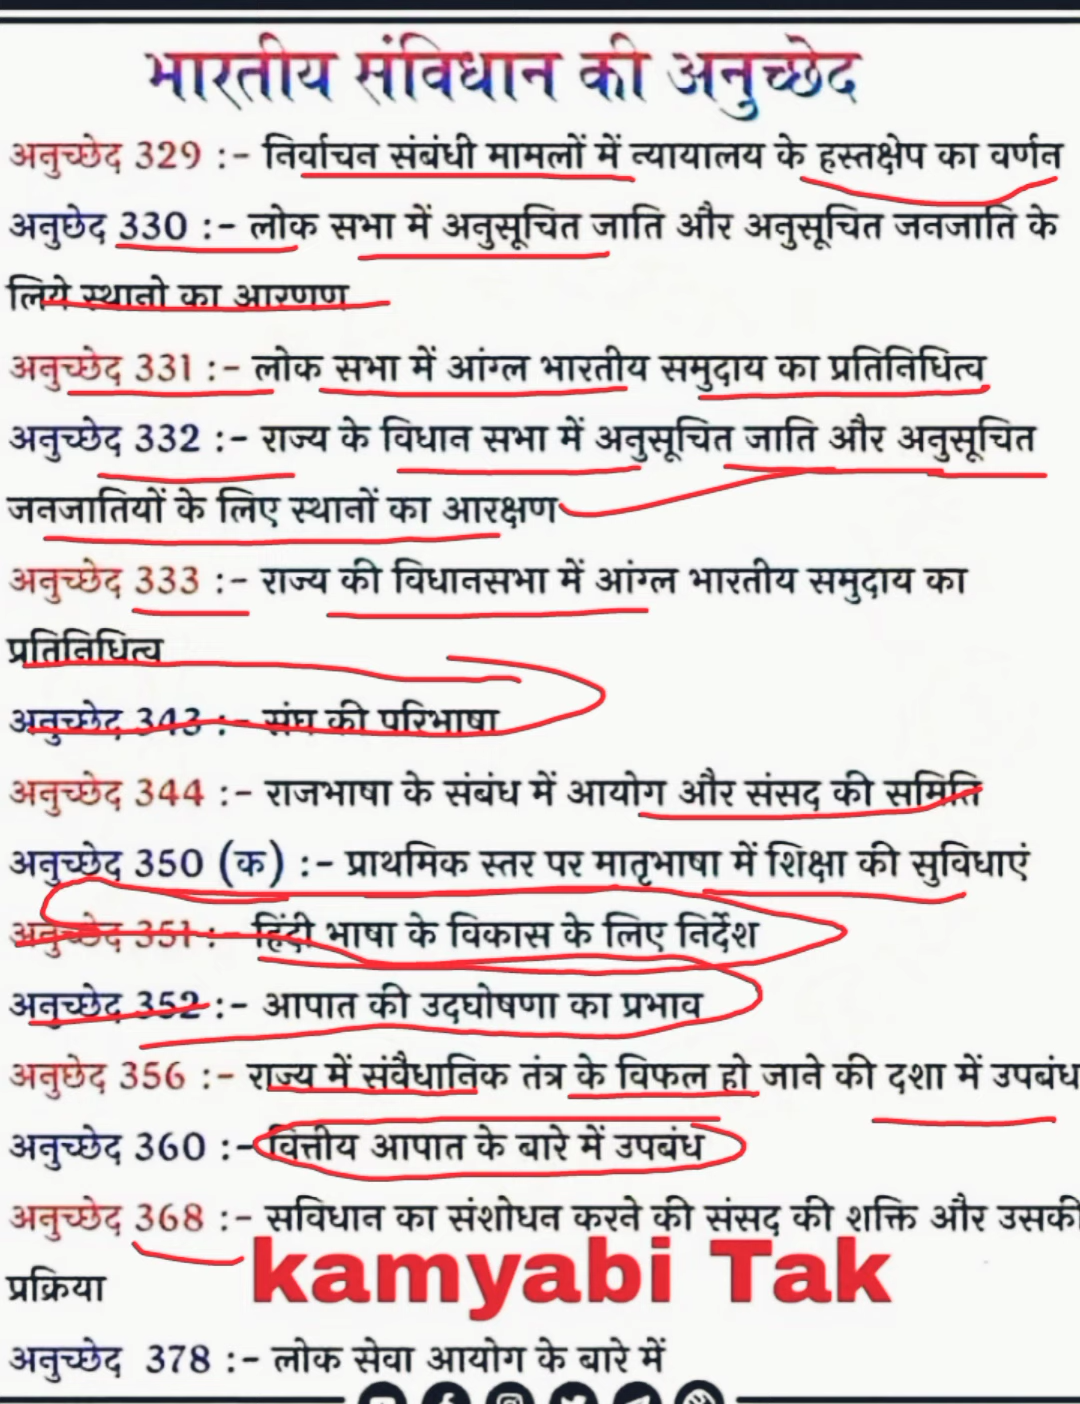 भारतीय संविधान की अनुच्छेद
अनुच्छेद 329 :- निर्वाचन संबंधी मामलों में न्यायालय के हस्तक्षेप का वर्णन
अनुछेद 330 :- लोक सभा में अनुसूचित जाति और अनुसूचित जनजाति के
लिये स्थानो का आरणण
अनुच्छेद 331 :- लोक सभा में आंग्ल भारतीय समुदाय का प्रतिनिधित्व
अनुच्छेद 332 :- राज्य के विधान सभा में अनुसूचित जाति और अनुसूचित
जनजातियों के लिए स्थानों का आरक्षण
अनुच्छेद 333 :- राज्य की विधानसभा में आंग्ल भारतीय समुदाय का
प्रतिनिधित्व
अनुच्छेद 343 :- संघ की परिभाषा
अनुच्छेद 344 :- राजभाषा के संबंध में आयोग और संसद की समिति
अनुच्छेद 350 (क) :- प्राथमिक स्तर पर मातृभाषा में शिक्षा की सुविधाएं
अनुच्छेद 351 :- हिंदी भाषा के विकास के लिए निर्देश
अनुच्छेद 352 :- आपात की उदघोषणा का प्रभाव
अनुछेद 356 :- राज्य में संवैधानिक तंत्र के विफल हो जाने की दशा में उपबंध
अनुच्छेद 360 :- वित्तीय आपात के बारे में उपबंध
अनुच्छेद 368 :- सविधान का संशोधन करने की संसद की शक्ति और उसकी
kamyabi Tak
प्रक्रिया
अनुच्छेद 378 :- लोक सेवा आयोग के बारे में